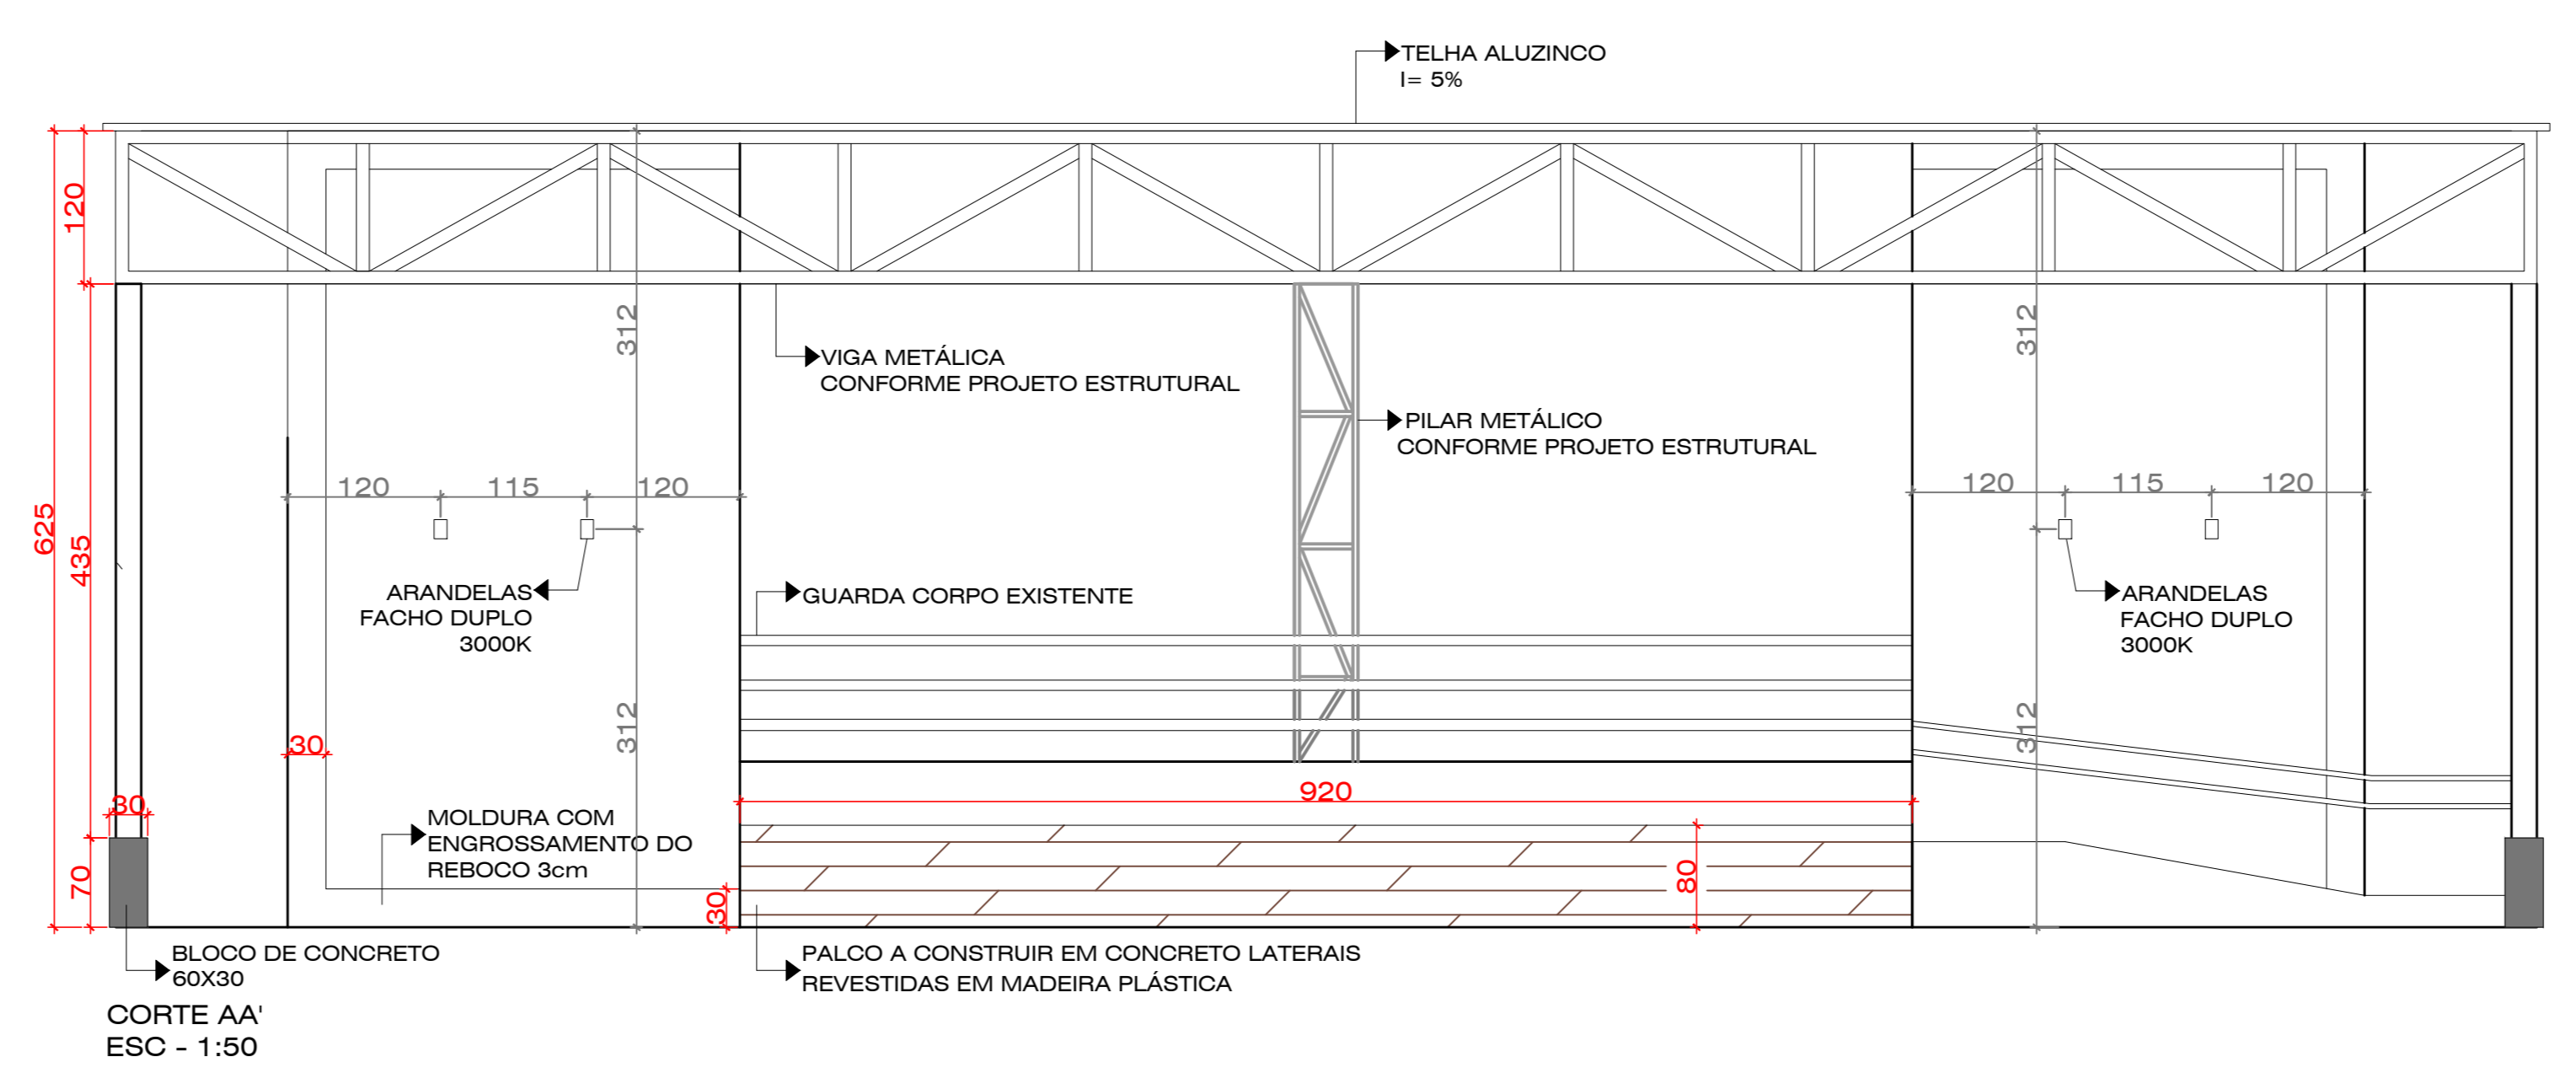 TELHA ALUZINCO
I= 5%
120
312
312
VIGA METÁLICA
CONFORME PROJETO ESTRUTURAL
PILAR METÁLICO
CONFORME PROJETO ESTRUTURAL
120
115
120
120
115
120
625
435
ARANDELAS
FACHO DUPLO
3000K
GUARDA CORPO EXISTENTE
ARANDELAS
FACHO DUPLO
3000K
312
312
30
920
30
MOLDURA COM
ENGROSSAMENTO DO
REBOCO 3cm
70
80
30
BLOCO DE CONCRETO
60X30
PALCO A CONSTRUIR EM CONCRETO LATERAIS
REVESTIDAS EM MADEIRA PLÁSTICA
CORTE AA'
ESC - 1:50